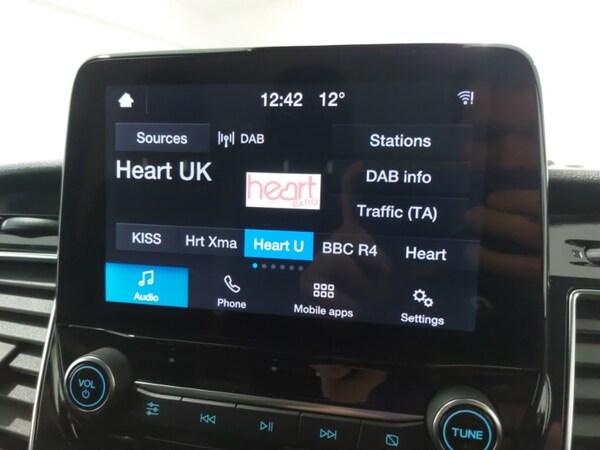 12:42 12°
Sources DAB Stations
Heart UK
heart
extra
DAB info
Traffic (TA)
KISS Hrt Xma Heart U BBC R4 Heart
Audio Phone Mobile apps Settings
VOL
TUNE